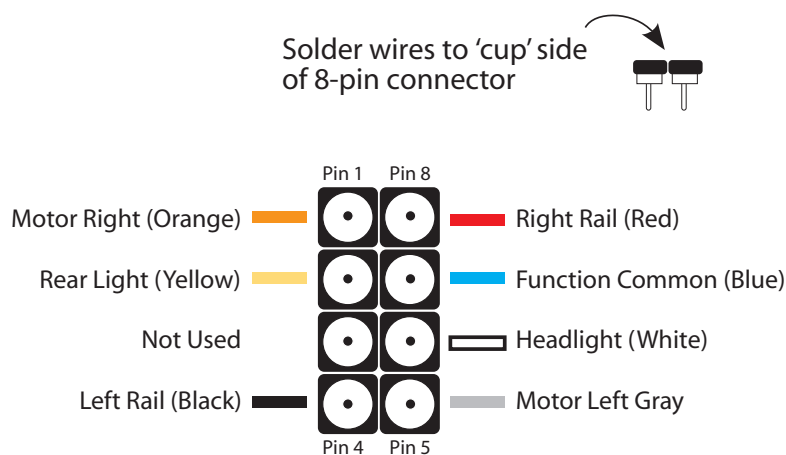 Solder wires to ‘cup’ side
of 8-pin connector
Pin 1 Pin 8
Motor Right (Orange) Right Rail (Red)
Rear Light (Yellow) Function Common (Blue)
Not Used Headlight (White)
Left Rail (Black) Motor Left Gray
Pin 4 Pin 5